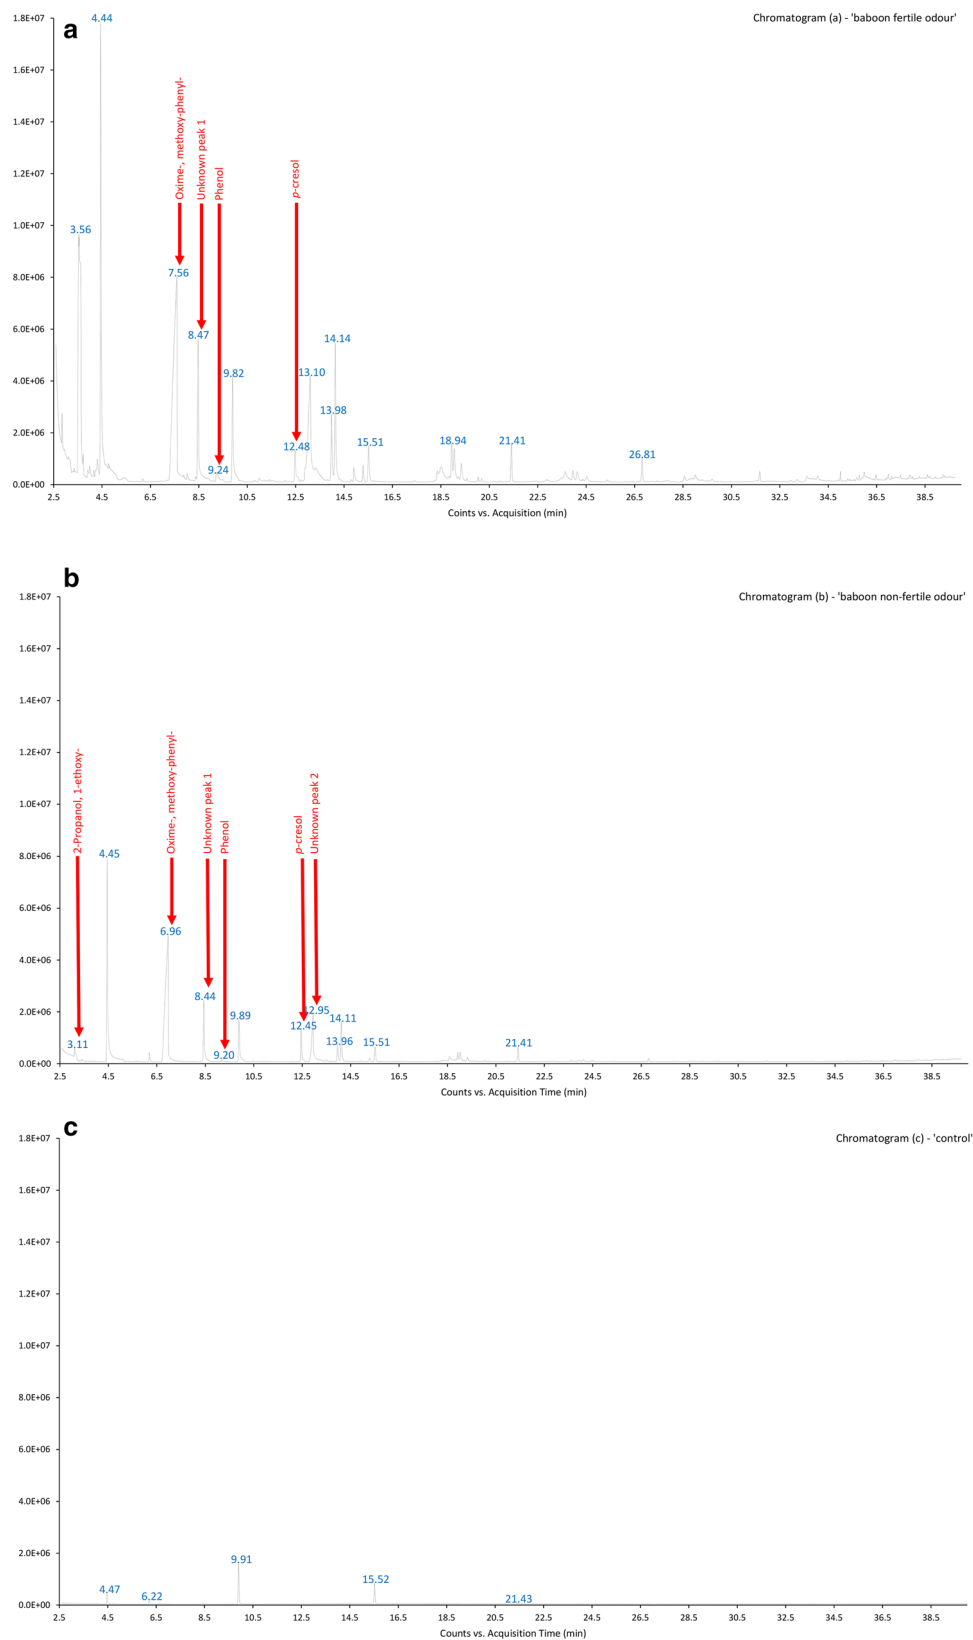 a
Chromatogram (a) - 'baboon fertile odour'
1.8E+07
1.6E+07
1.4E+07
1.2E+07
1.0E+07
8.0E+06
6.0E+06
4.0E+06
2.0E+06
0.0E+00
4.44
3.56
Oxime-, methoxy-phenyl-
Unknown peak 1
Phenol
p-cresol
7.56
8.47
9.24
9.82
12.48
13.10
13.98
14.14
15.51
18.94
21.41
26.81
2.5 4.5 6.5 8.5 10.5 12.5 14.5 16.5 18.5 20.5 22.5 24.5 26.5 28.5 30.5 32.5 34.5 36.5 38.5
Coints vs. Acquisition (min)
b
Chromatogram (b) - 'baboon non-fertile odour'
1.8E+07
1.6E+07
1.4E+07
1.2E+07
1.0E+07
8.0E+06
6.0E+06
4.0E+06
2.0E+06
0.0E+00
2-Propanol, 1-ethoxy-
Oxime-, methoxy-phenyl-
Unknown peak 1
Phenol
p-cresol
Unknown peak 2
3.11
4.45
6.96
8.44
9.20
9.89
12.45
12.95
13.96
14.11
15.51
21.41
2.5 4.5 6.5 8.5 10.5 12.5 14.5 16.5 18.5 20.5 22.5 24.5 26.5 28.5 30.5 32.5 34.5 36.5 38.5
Counts vs. Acquisition Time (min)
c
Chromatogram (c) - 'control'
1.8E+07
1.6E+07
1.4E+07
1.2E+07
1.0E+07
8.0E+06
6.0E+06
4.0E+06
2.0E+06
0.0E+00
4.47
6.22
9.91
15.52
21.43
2.5 4.5 6.5 8.5 10.5 12.5 14.5 16.5 18.5 20.5 22.5 24.5 26.5 28.5 30.5 32.5 34.5 36.5 38.5
Counts vs. Acquisition Time (min)